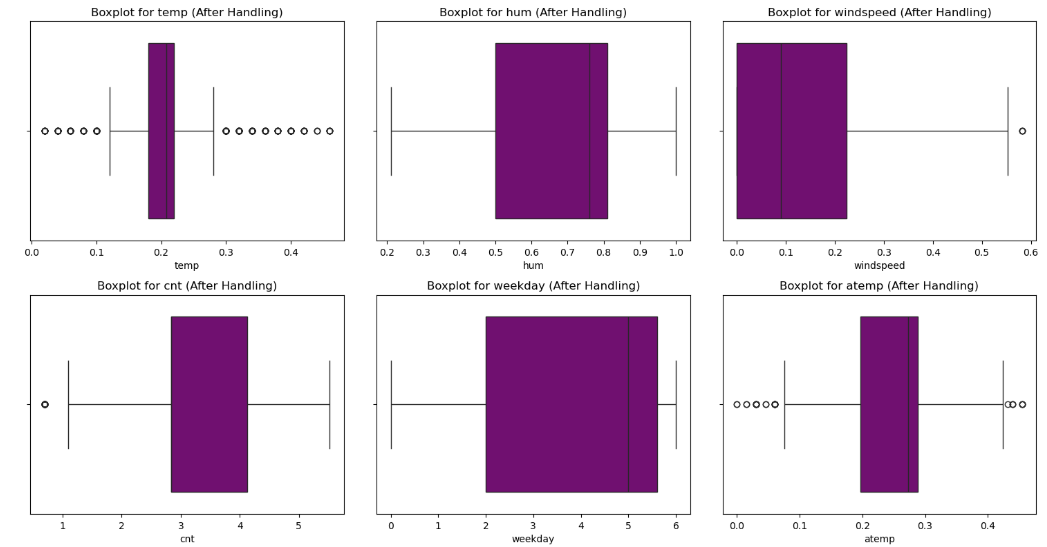 Boxplot for temp (After Handling)
0.0 0.1 0.2 0.3 0.4
temp
Boxplot for hum (After Handling)
0.2 0.3 0.4 0.5 0.6 0.7 0.8 0.9 1.0
hum
Boxplot for windspeed (After Handling)
0.0 0.1 0.2 0.3 0.4 0.5 0.6
windspeed
Boxplot for cnt (After Handling)
1 2 3 4 5
cnt
Boxplot for weekday (After Handling)
0 1 2 3 4 5 6
weekday
Boxplot for atemp (After Handling)
0.0 0.1 0.2 0.3 0.4
atemp